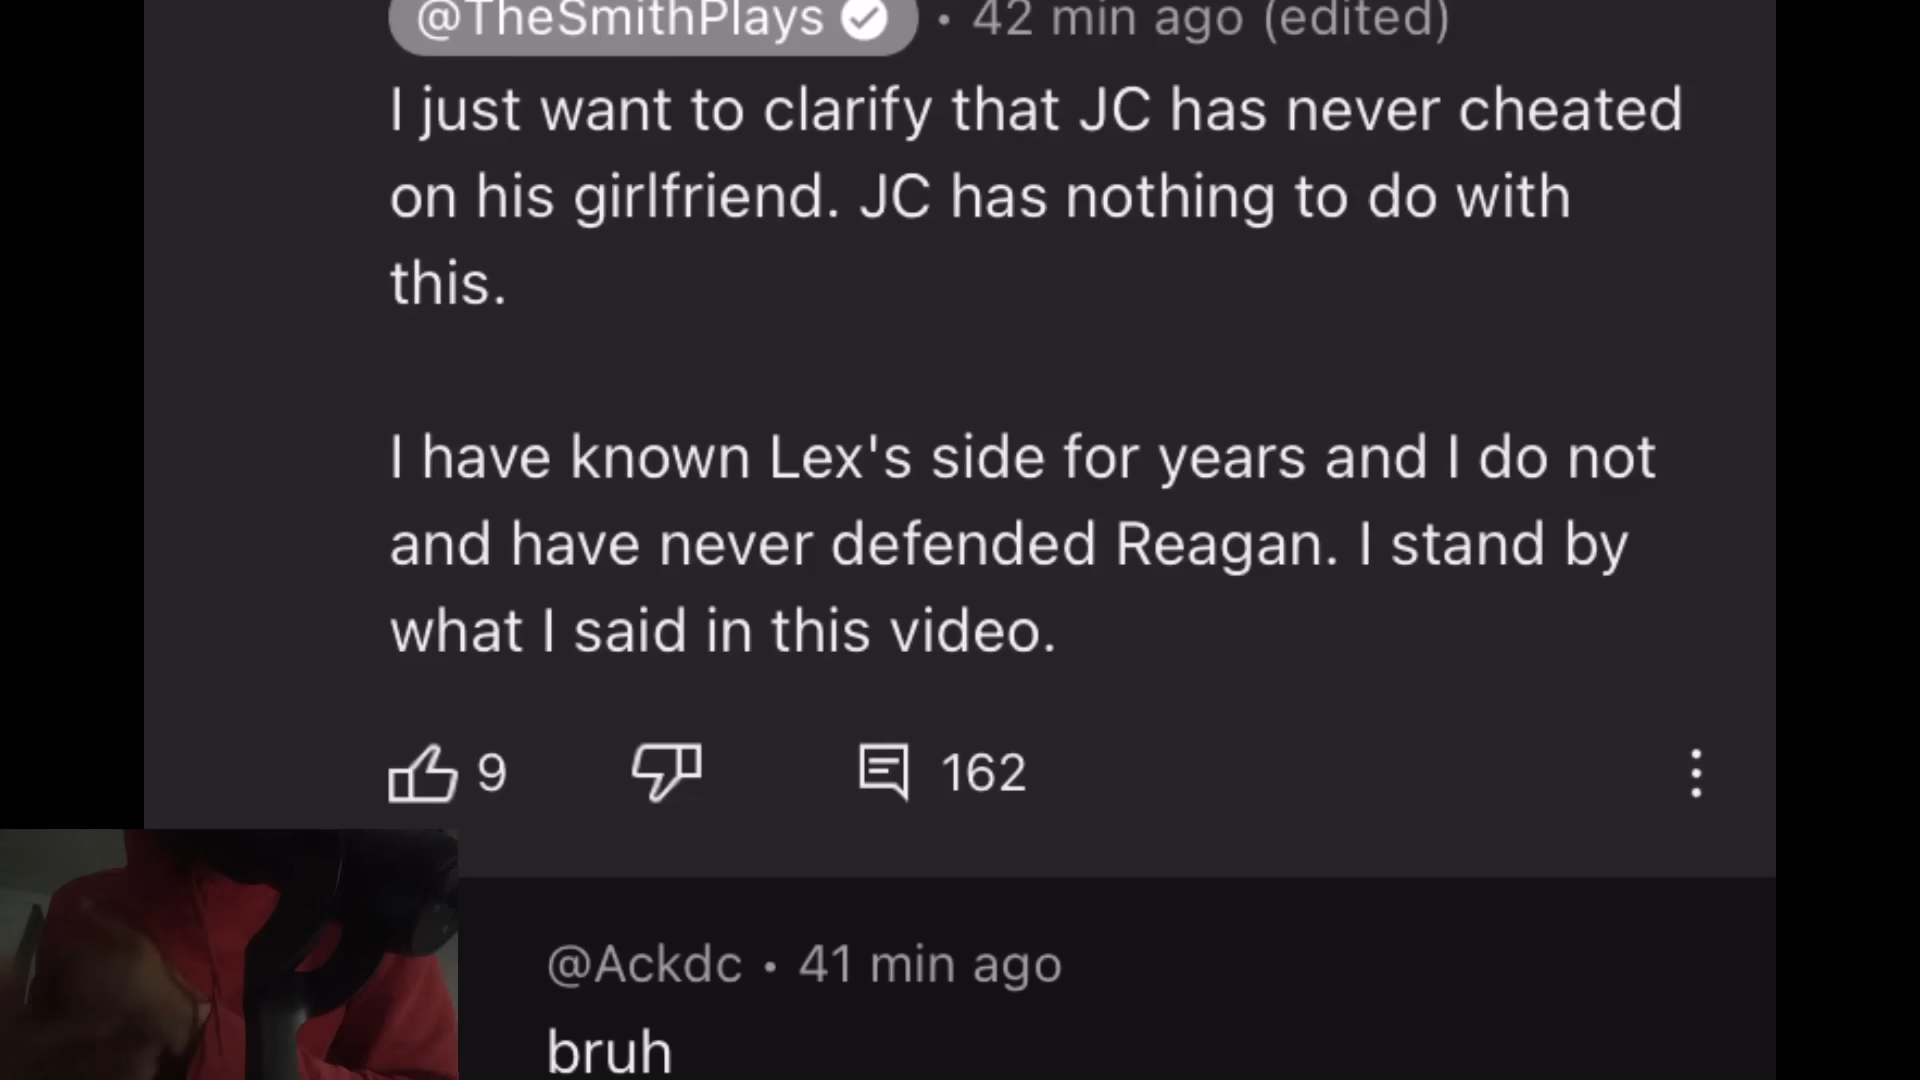 @TheSmithPlays • 42 min ago (edited)
I just want to clarify that JC has never cheated
on his girlfriend. JC has nothing to do with
this.
I have known Lex's side for years and I do not
and have never defended Reagan. I stand by
what I said in this video.
9 162
@Ackdc • 41 min ago
bruh